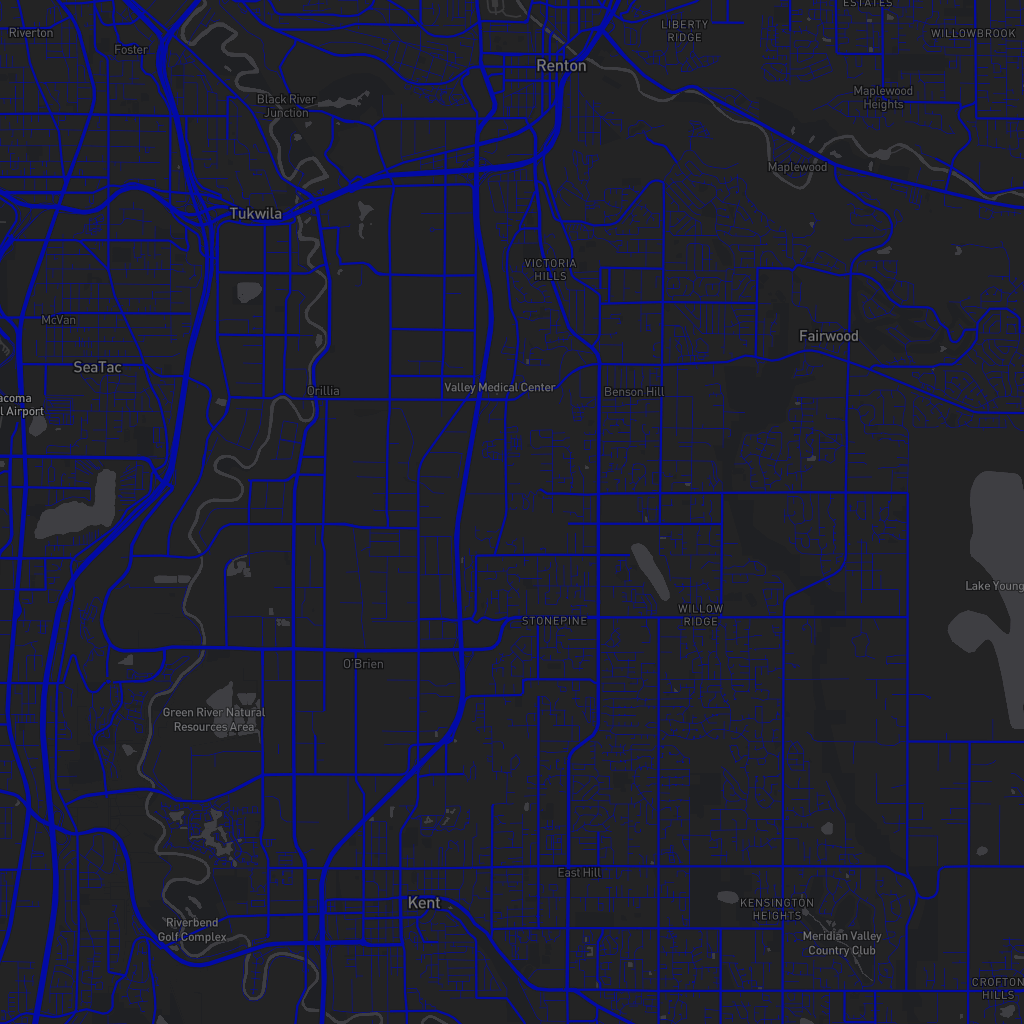 ESTATES
Riverton
LIBERTY
RIDGE
WILLOWBROOK
Foster
Renton
Maplewood
Heights
Black River
Junction
Maplewood
Tukwila
VICTORIA
HILLS
McVan
Fairwood
SeaTac
Orillia
Valley Medical Center
Benson Hill
acoma
l Airport
Lake Young
WILLOW
RIDGE
STONEPINE
O'Brien
Green River Natural
Resources Area
East Hill
Kent
KENSINGTON
HEIGHTS
Riverbend
Golf Complex
Meridian Valley
Country Club
CROFTON
HILLS